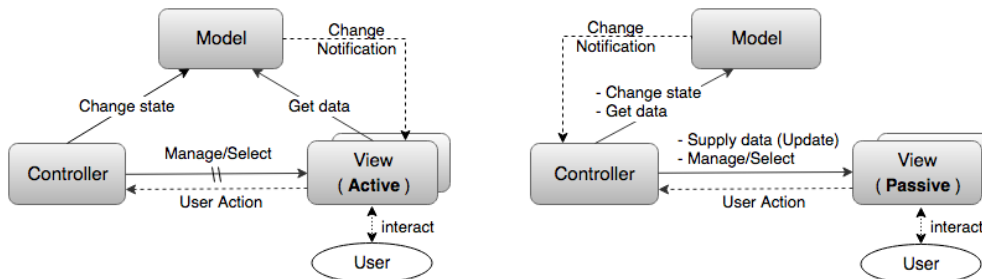 Model
Change
Notification
Change state
Get data
Controller
Manage/Select
View
( Active )
User Action
interact
User
Change
Notification
Model
- Change state
- Get data
- Supply data (Update)
- Manage/Select
Controller
View
( Passive )
User Action
interact
User